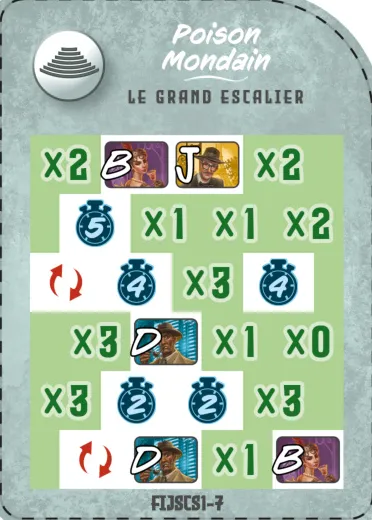 Poison
Mondain
LE GRAND ESCALIER
X2 B J X2
5 X1 X1 X2
4 X3 4
X3 D X1 X0
X3 2 2 X3
D X1 B
FIJSCS1-7